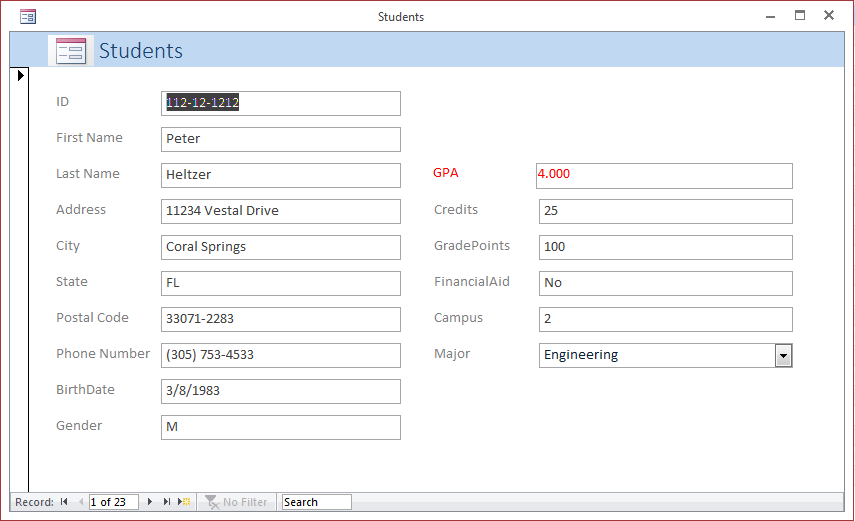 Students
Students
ID 112-12-1212
First Name Peter
Last Name Heltzer
GPA 4.000
Address 11234 Vestal Drive
Credits 25
City Coral Springs
GradePoints 100
State FL
FinancialAid No
Postal Code 33071-2283
Campus 2
Phone Number (305) 753-4533
Major Engineering
BirthDate 3/8/1983
Gender M
Record: 1 of 23 No Filter Search